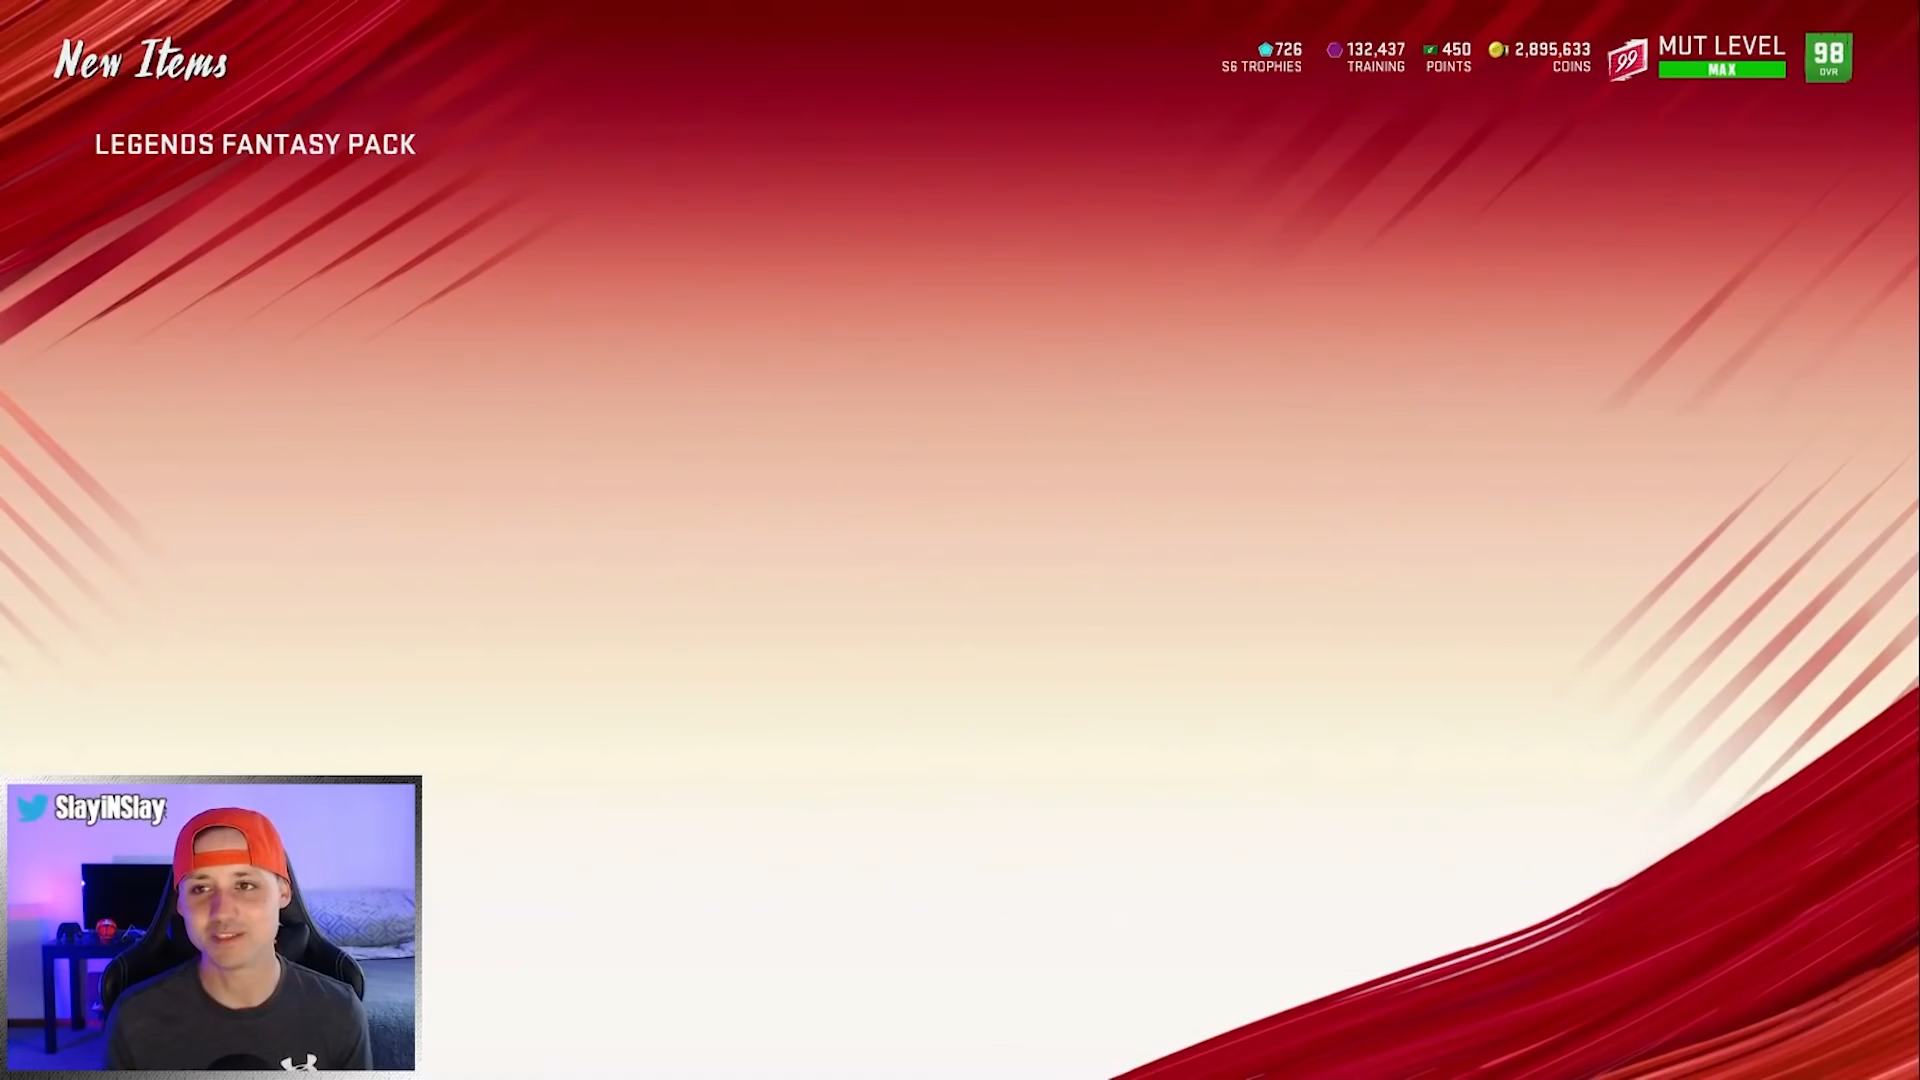 New Items
726
S6 TROPHIES
132,437
TRAINING
450
POINTS
2,895,633
COINS
99
MUT LEVEL
MAX
98
OVR
LEGENDS FANTASY PACK
SlayiNSlay